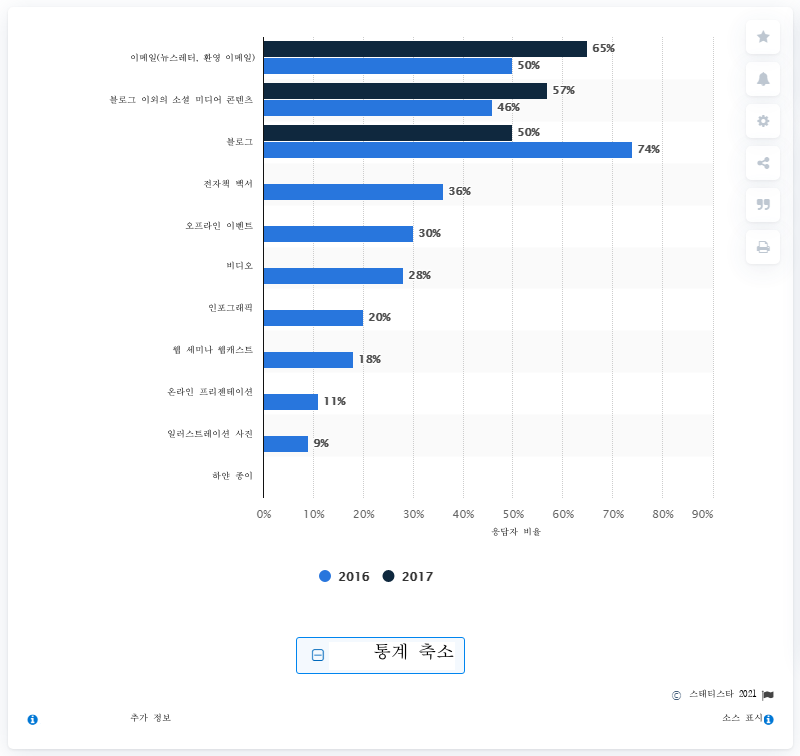 이메일(뉴스레터, 환영 이메일)
65%
50%
블로그 이외의 소셜 미디어 콘텐츠
57%
46%
블로그
50%
74%
전자책 백서
36%
오프라인 이벤트
30%
비디오
28%
인포그래픽
20%
웹 세미나 웹캐스트
18%
온라인 프리젠테이션
11%
일러스트레이션 사진
9%
하얀 종이
0% 10% 20% 30% 40% 50% 60% 70% 80% 90%
응답자 비율
2016 2017
통계 축소
© 스태티스타 2021
추가 정보 소스 표시